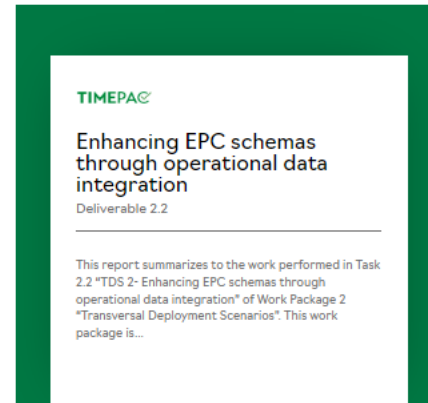 TIMEPAC
Enhancing EPC schemas
through operational data
integration
Deliverable 2.2
This report summarizes to the work performed in Task
2.2 "TDS 2- Enhancing EPC schemas through
operational data integration" of Work Package 2
"Transversal Deployment Scenarios". This work
package is...